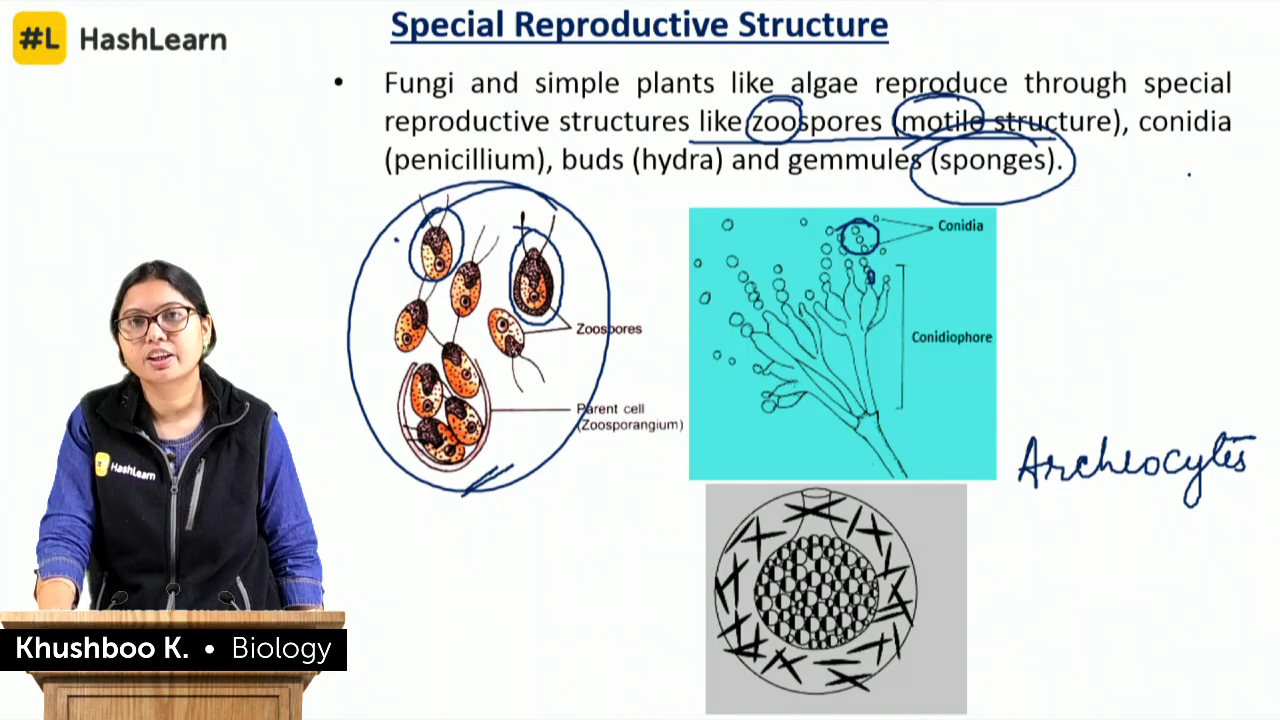 #L HashLearn
Special Reproductive Structure
• Fungi and simple plants like algae reproduce through special
reproductive structures like zoospores (motile structure), conidia
(penicillium), buds (hydra) and gemmules (sponges).
Zoospores
Parent cell
(Zoosporangium)
Conidia
Conidiophore
Archeocytes
#L HashLearn
Khushboo K. • Biology